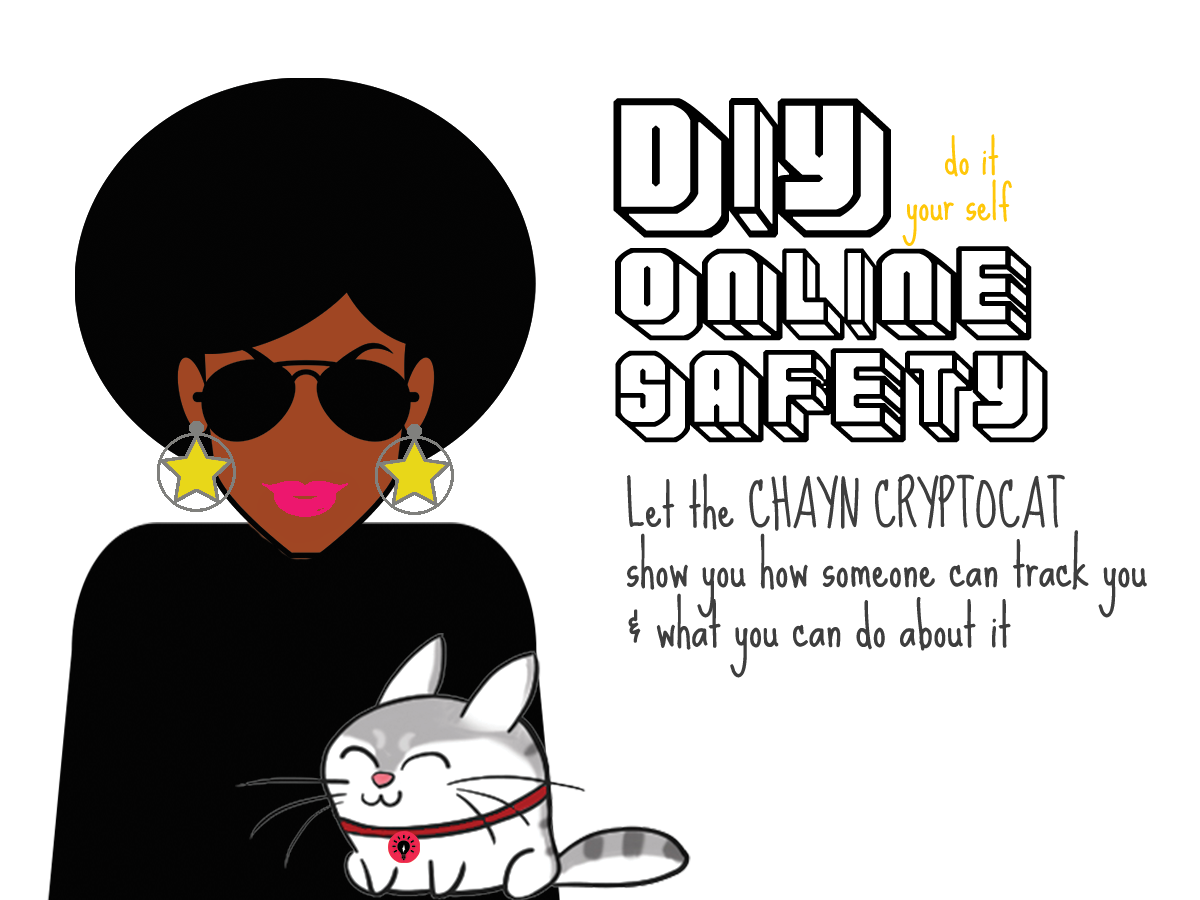 DIY
do it
your self
ONLINE
SAFETY
Let the CHAYN CRYPTOCAT
show you how someone can track you
& what you can do about it